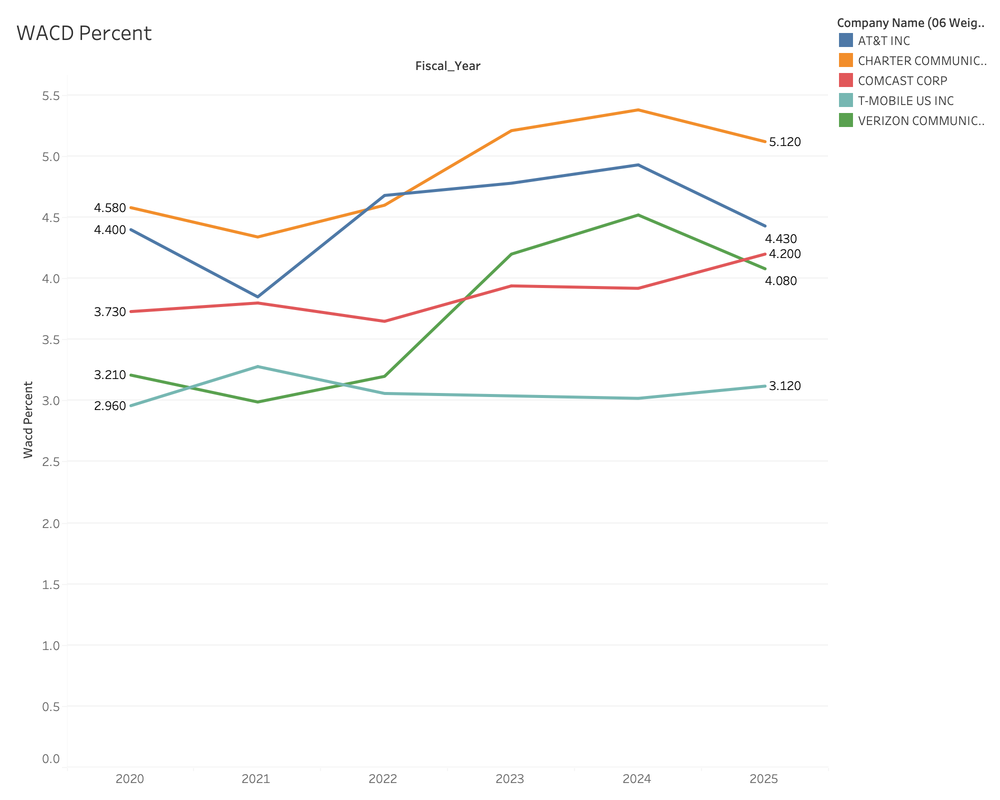 WACD Percent
Fiscal_Year
Company Name (06 Weig..
AT&T INC
CHARTER COMMUNIC..
COMCAST CORP
T-MOBILE US INC
VERIZON COMMUNIC..
Wacd Percent
5.5
5.0
4.5
4.0
3.5
3.0
2.5
2.0
1.5
1.0
0.5
0.0
4.580
4.400
3.730
3.210
2.960
5.120
4.430
4.200
4.080
3.120
2020 2021 2022 2023 2024 2025